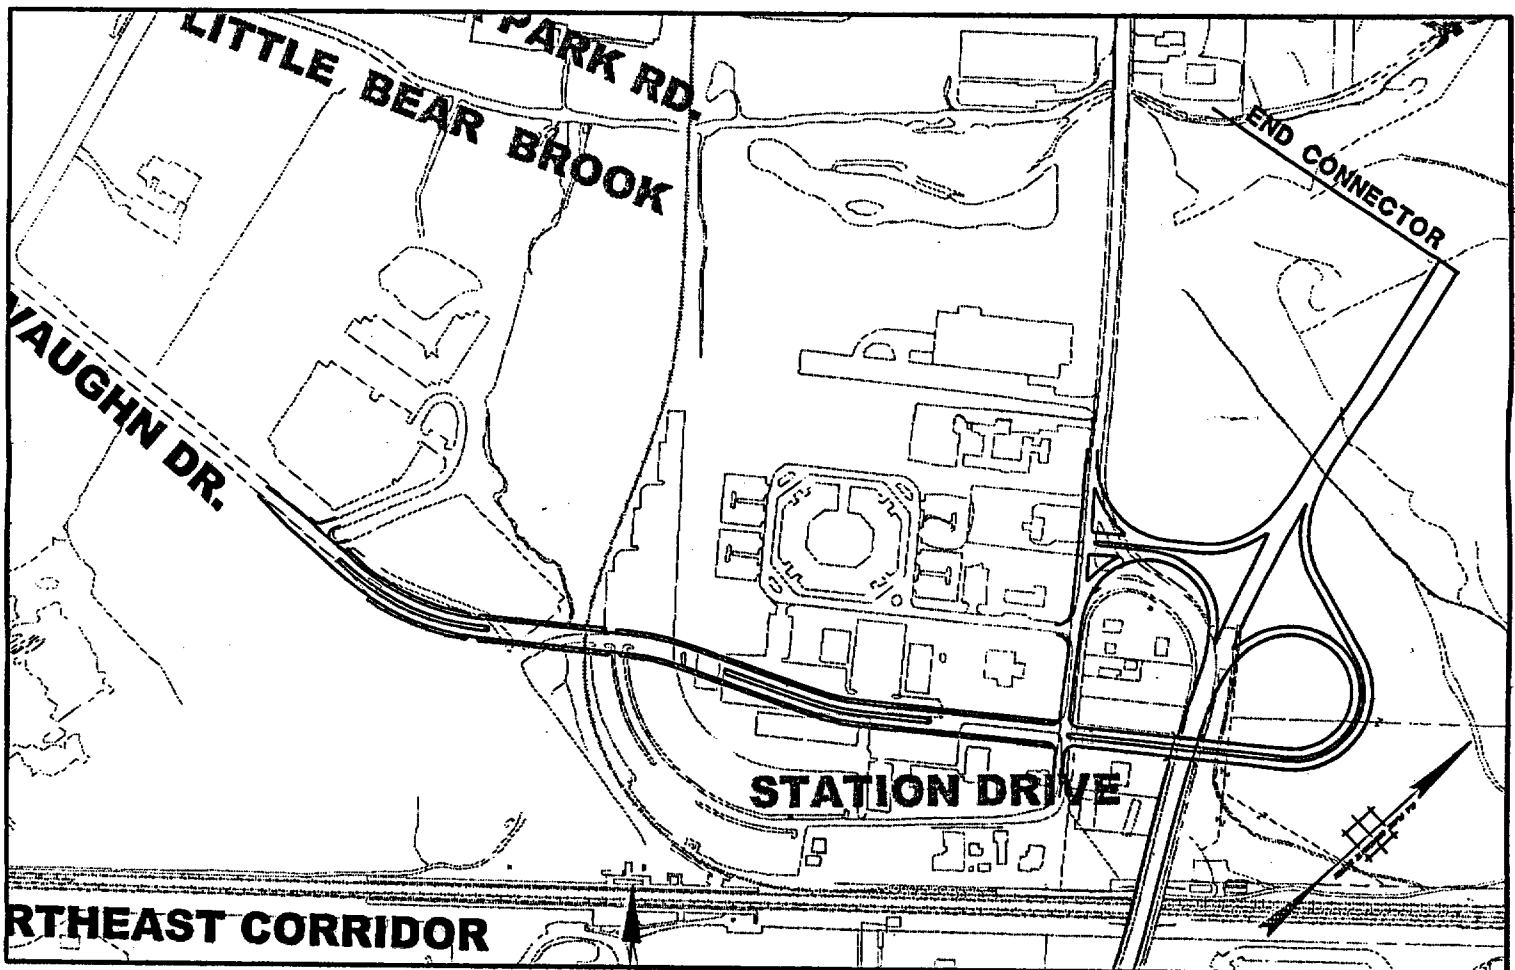 PARK RD.
LITTLE BEAR BROOK
END CONNECTOR
VAUGHN DR.
STATION DRIVE
RTHEAST CORRIDOR